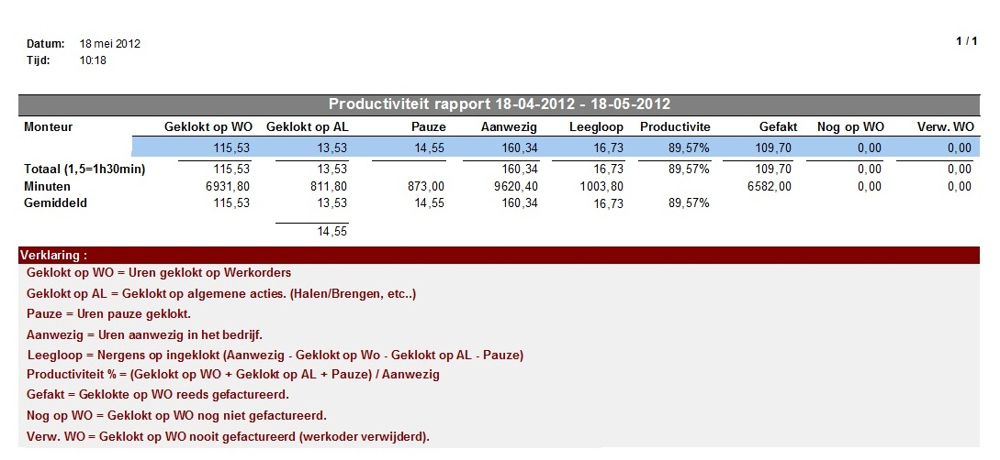 1 / 1
Datum: 18 mei 2012
Tijd: 10:18
Productiviteit rapport 18-04-2012 - 18-05-2012
Monteur Geklokt op WO Geklokt op AL Pauze Aanwezig Leegloop Productivite Gefakt Nog op WO Verw. WO
115,53 13,53 14,55 160,34 16,73 89,57% 109,70 0,00 0,00
Totaal (1,5=1h30min) 115,53 13,53 160,34 16,73 89,57% 109,70 0,00 0,00
Minuten 6931,80 811,80 873,00 9620,40 1003,80 6582,00 0,00 0,00
Gemiddeld 115,53 13,53 14,55 160,34 16,73 89,57%
14,55
Verklaring :
Geklokt op WO = Uren geklokt op Werkorders
Geklokt op AL = Geklokt op algemene acties. (Halen/Brengen, etc..)
Pauze = Uren pauze geklokt.
Aanwezig = Uren aanwezig in het bedrijf.
Leegloop = Nergens op ingeklokt (Aanwezig - Geklokt op Wo - Geklokt op AL - Pauze)
Productiviteit % = (Geklokt op WO + Geklokt op AL + Pauze) / Aanwezig
Gefakt = Geklokte op WO reeds gefactureerd.
Nog op WO = Geklokt op WO nog niet gefactureerd.
Verw. WO = Geklokt op WO nooit gefactureerd (werkoder verwijderd).